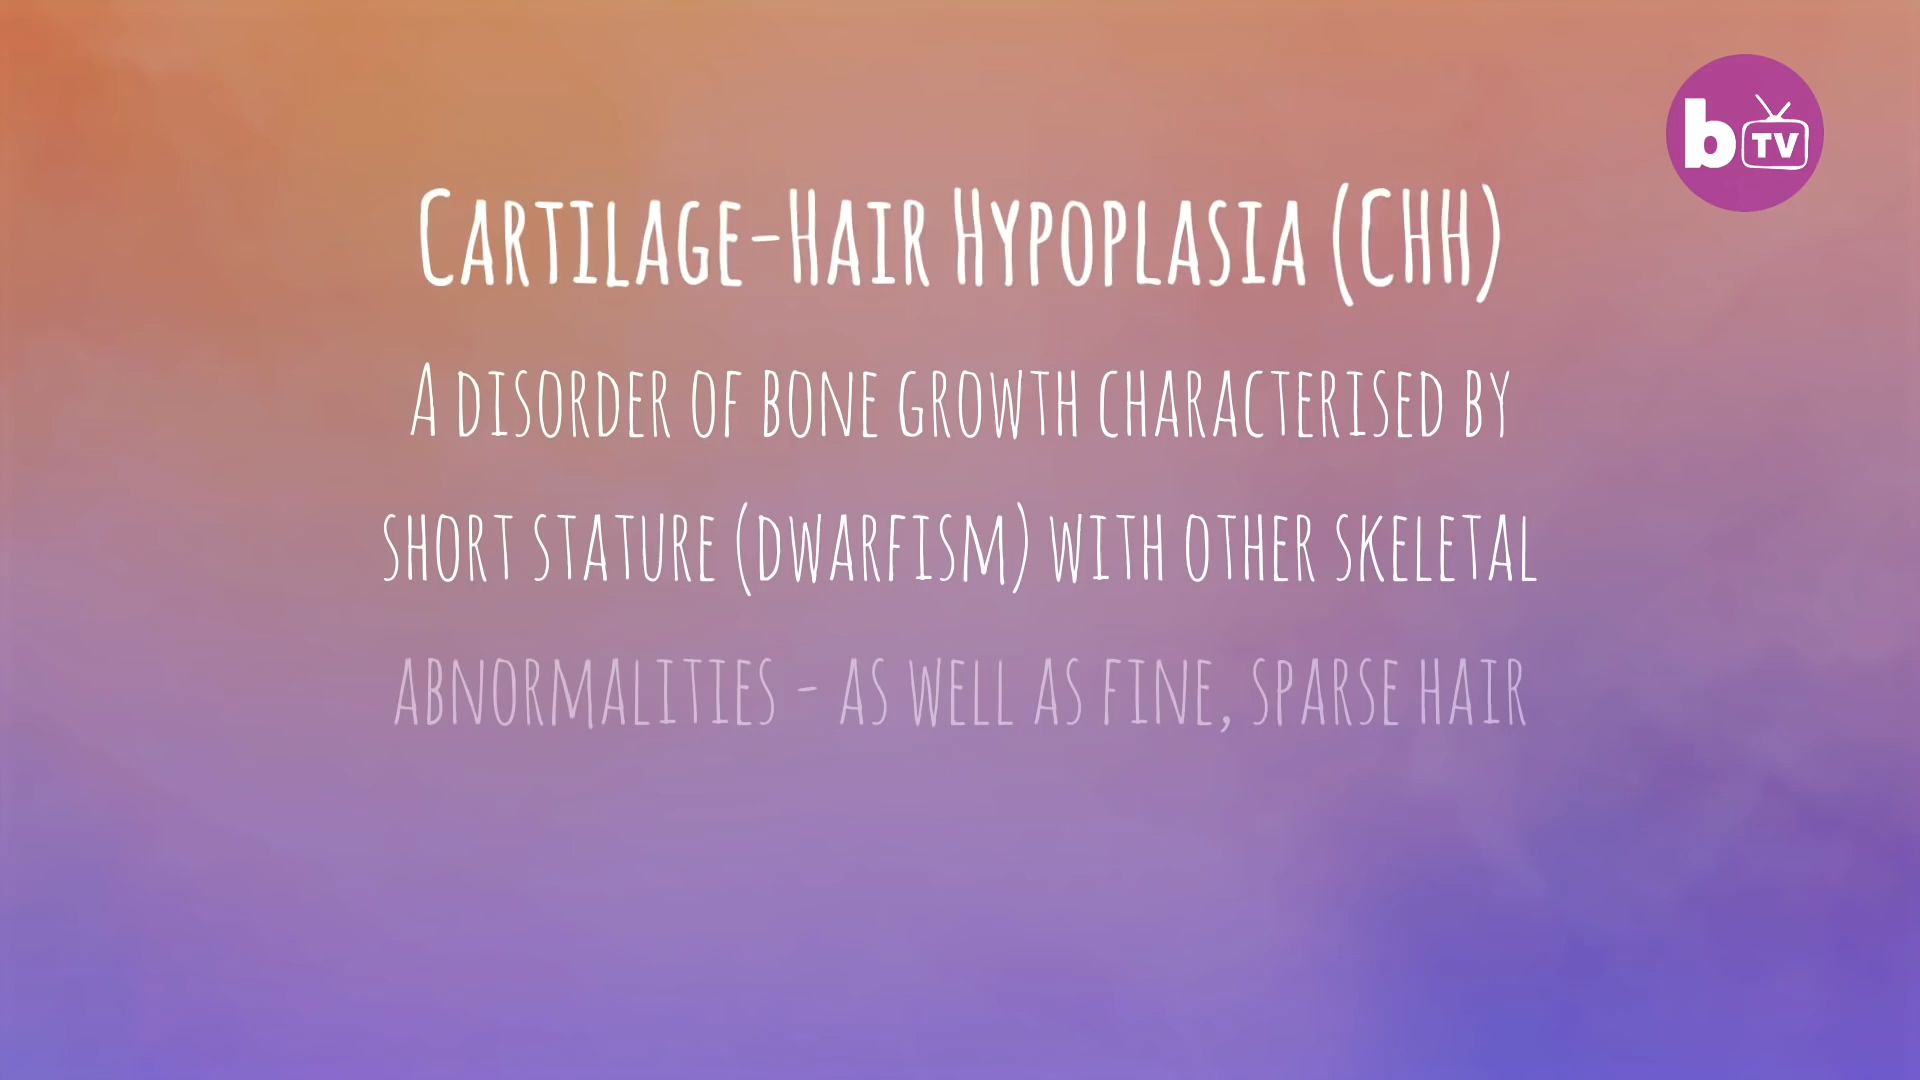 b TV
Cartilage-Hair Hypoplasia (CHH)
A disorder of bone growth characterised by
short stature (dwarfism) with other skeletal
abnormalities - as well as fine, sparse hair